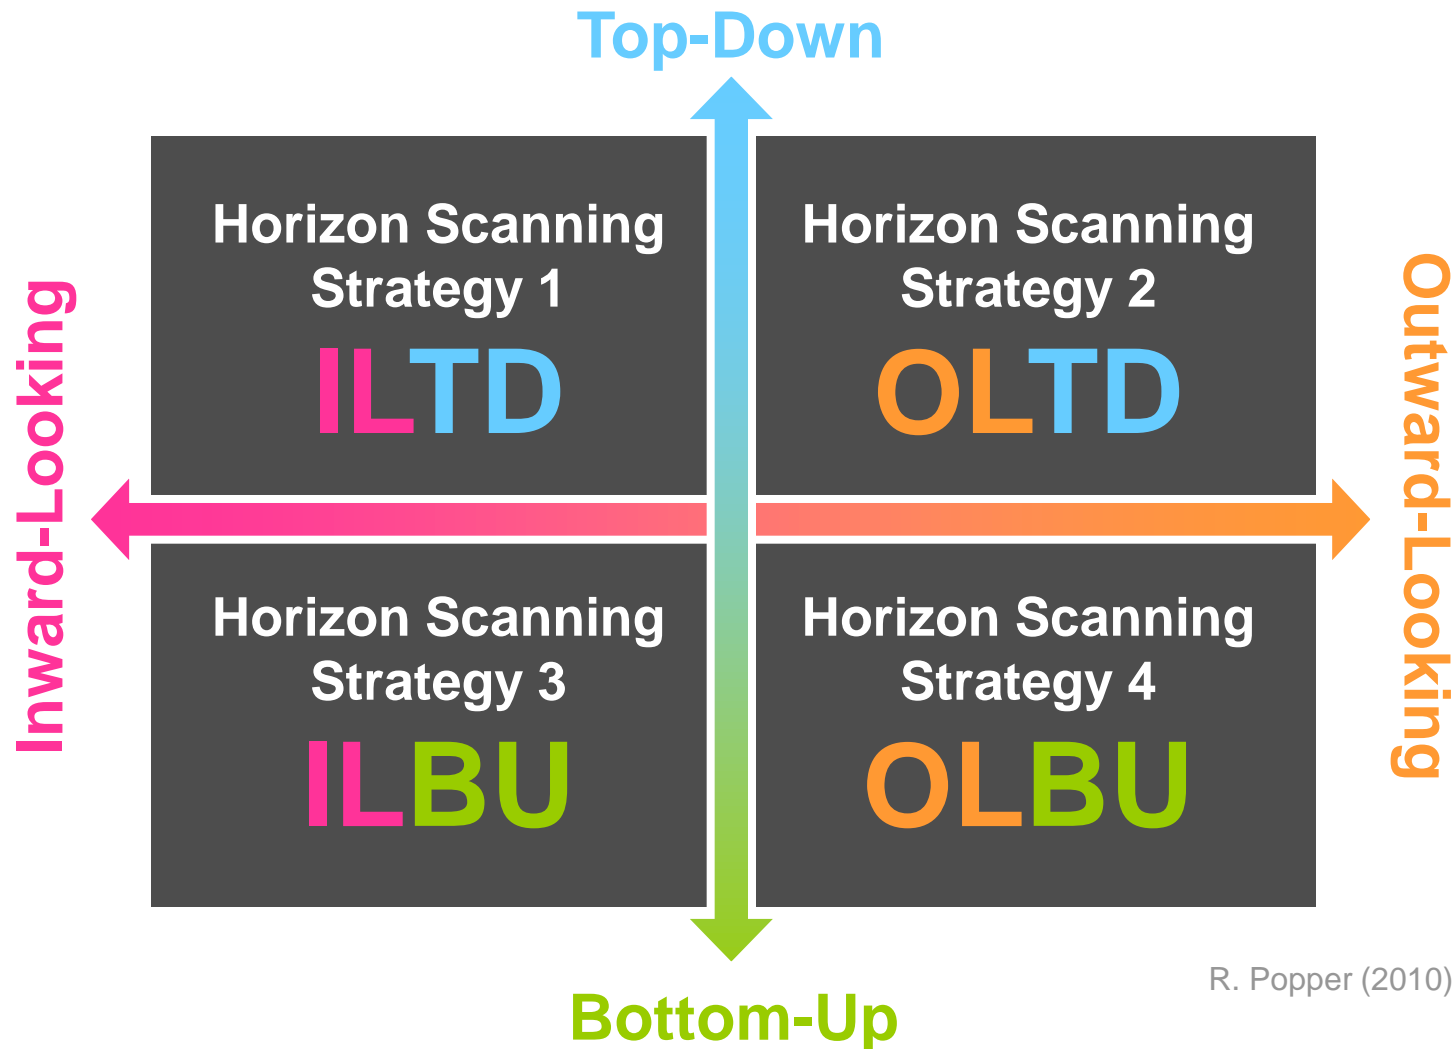 Top-Down
Inward-Looking
Horizon Scanning
Strategy 1
ILTD
Horizon Scanning
Strategy 2
OLTD
Outward-Looking
Horizon Scanning
Strategy 3
ILBU
Horizon Scanning
Strategy 4
OLBU
R. Popper (2010)
Bottom-Up